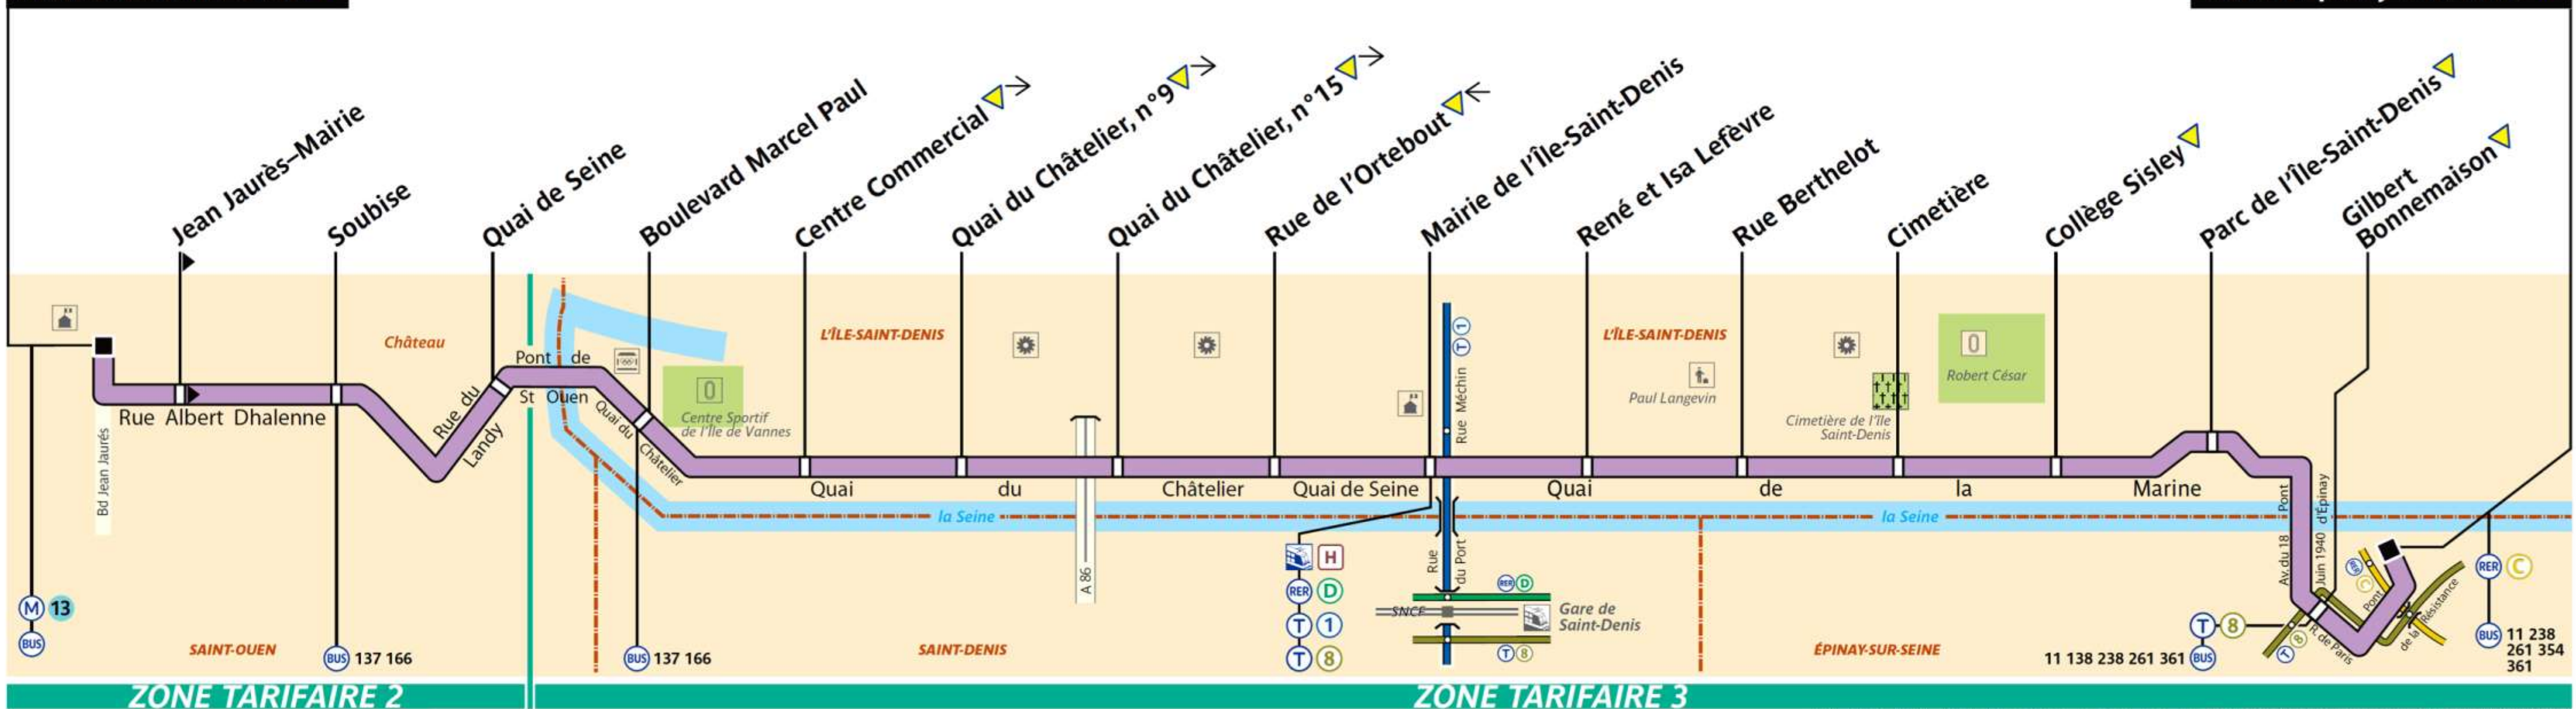 Jean Jaurès–Mairie
Soubise
Quai de Seine
Boulevard Marcel Paul
Centre Commercial
Quai du Châtelier, n°9
Quai du Châtelier, n°15
Rue de l'Ortebout
Mairie de l'Île-Saint-Denis
René et Isa Lefèvre
Rue Berthelot
Cimetière
Collège Sisley
Parc de l'Île-Saint-Denis
Gilbert
Bonnemaison
Château
L'ÎLE-SAINT-DENIS
L'ÎLE-SAINT-DENIS
Rue Méchin
T 1
Pont de
St Ouen
Paul Langevin
Robert César
Rue Albert Dhalenne
Bd Jean Jaurés
Rue du
Landy
Quai du
Châtelier
Centre Sportif
de l'Île de Vannes
Cimetière de l'île
Saint-Denis
Quai du Châtelier
Quai de Seine
Quai de la Marine
la Seine
la Seine
A 86
Rue
du Port
Av. du 18
Pont
Juin 1940
d'Épinay
H
RER D
T 1
T 8
RER D
SNCF
Gare de
Saint-Denis
T 8
M 13
BUS
SAINT-OUEN
BUS 137 166
BUS 137 166
SAINT-DENIS
ÉPINAY-SUR-SEINE
T 8
11 138 238 261 361 BUS
T 8
R. de Paris
RER C
Pont
de la Résistance
RER C
BUS 11 238
261 354
361
ZONE TARIFAIRE 2
ZONE TARIFAIRE 3